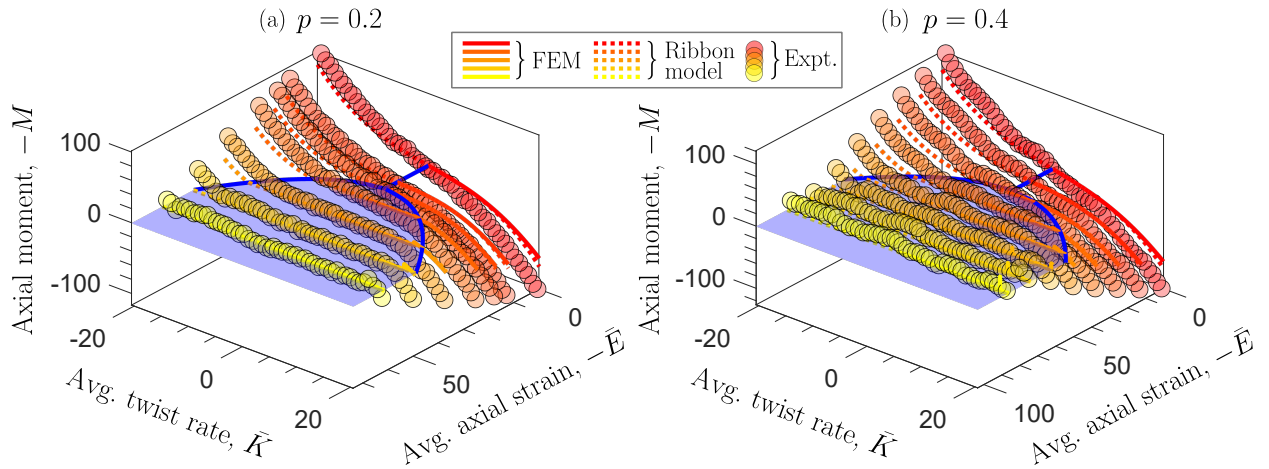 (a) p = 0.2
(b) p = 0.4
FEM
Ribbon
model
Expt.
Axial moment, −M
100
0
-100
-20
0
20
Avg. twist rate, K̄
50
0
Avg. axial strain, −Ē
Axial moment, −M
100
0
-100
-20
0
20
Avg. twist rate, K̄
100
50
0
Avg. axial strain, −Ē